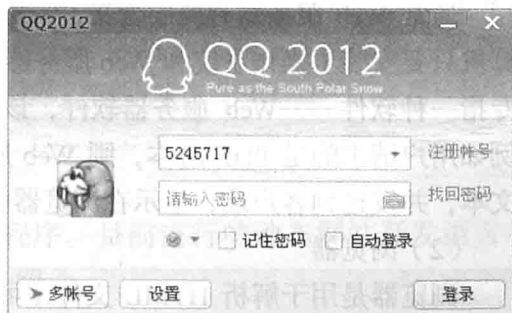 QQ2012
QQ 2012
Pure as the South Polar Snow
5245717
注册帐号
请输入密码
找回密码
记住密码
自动登录
多帐号
设置
登录